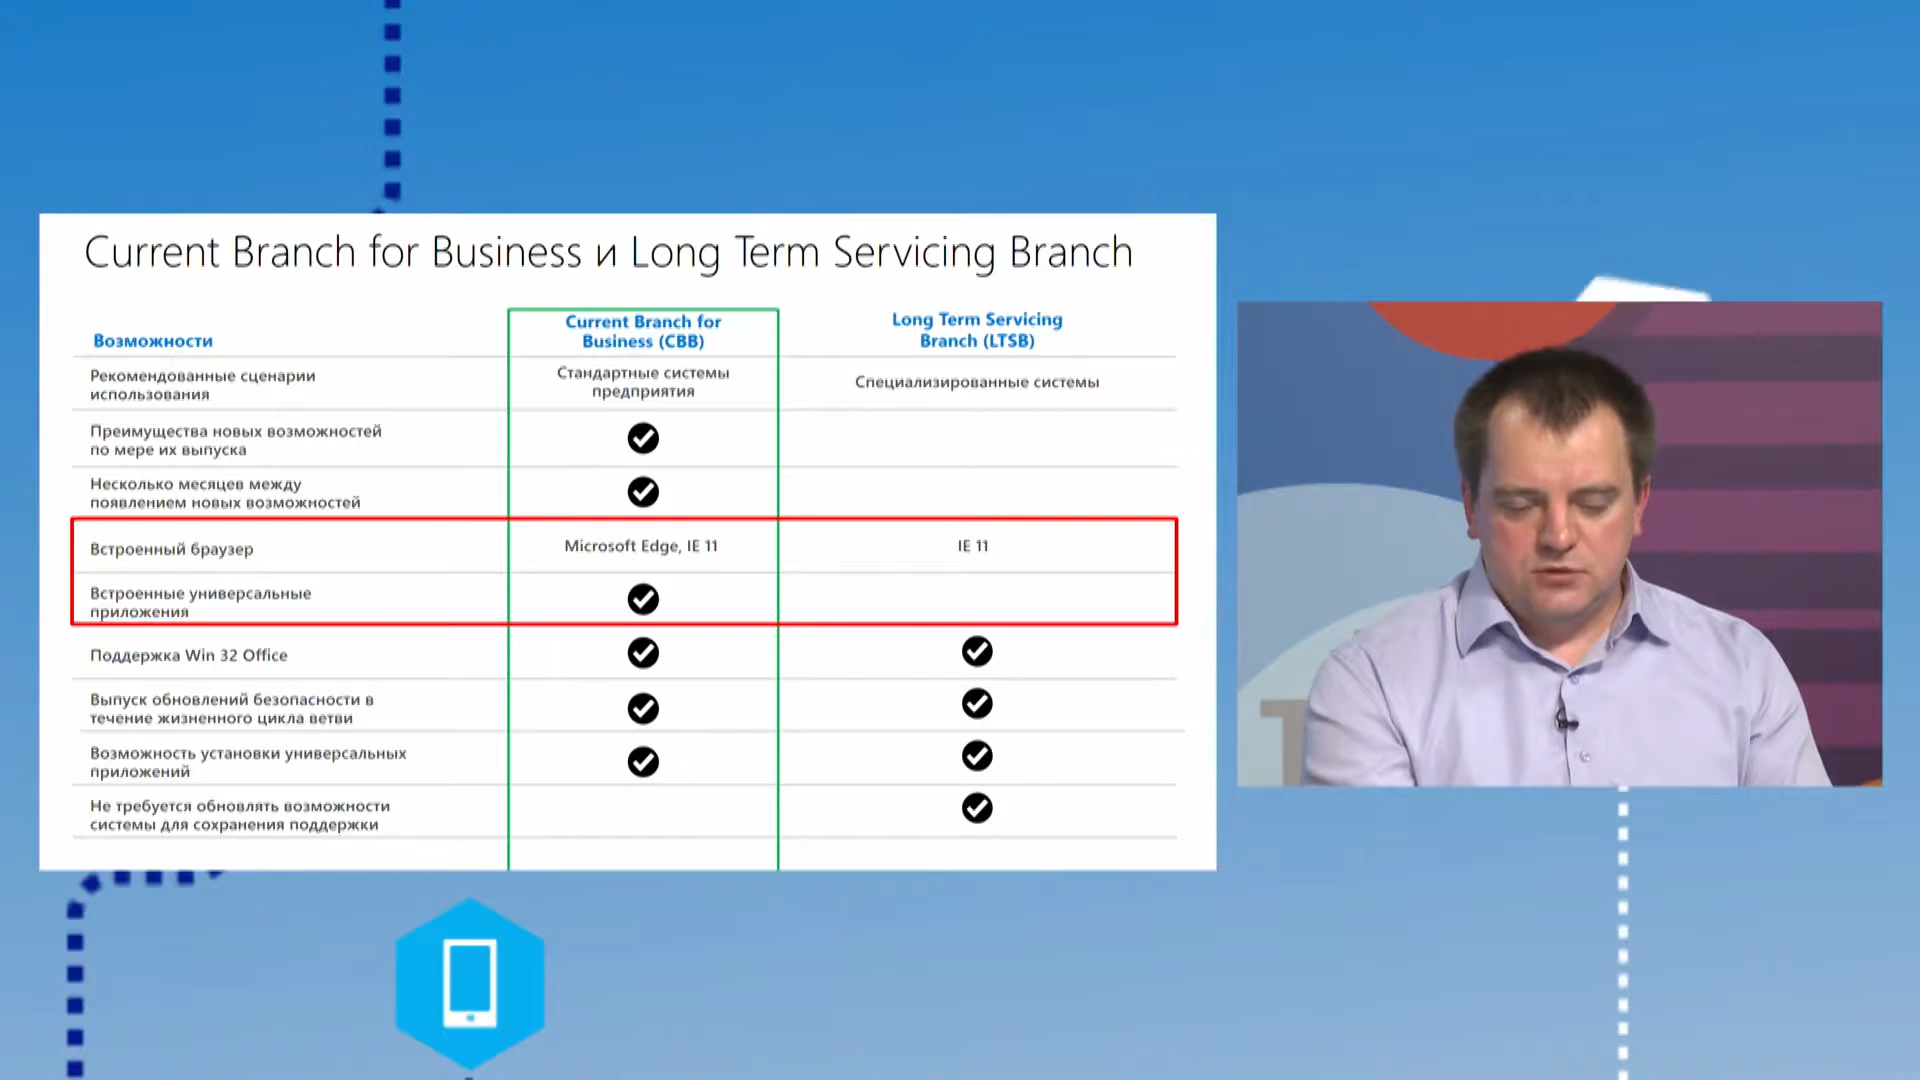 Current Branch for Business и Long Term Servicing Branch
Возможности
Current Branch for
Business (CBB)
Long Term Servicing
Branch (LTSB)
Рекомендованные сценарии
использования
Стандартные системы
предприятия
Специализированные системы
Преимущества новых возможностей
по мере их выпуска
Несколько месяцев между
появлением новых возможностей
Встроенный браузер
Microsoft Edge, IE 11
IE 11
Встроенные универсальные
приложения
Поддержка Win 32 Office
Выпуск обновлений безопасности в
течение жизненного цикла ветви
Возможность установки универсальных
приложений
Не требуется обновлять возможности
системы для сохранения поддержки